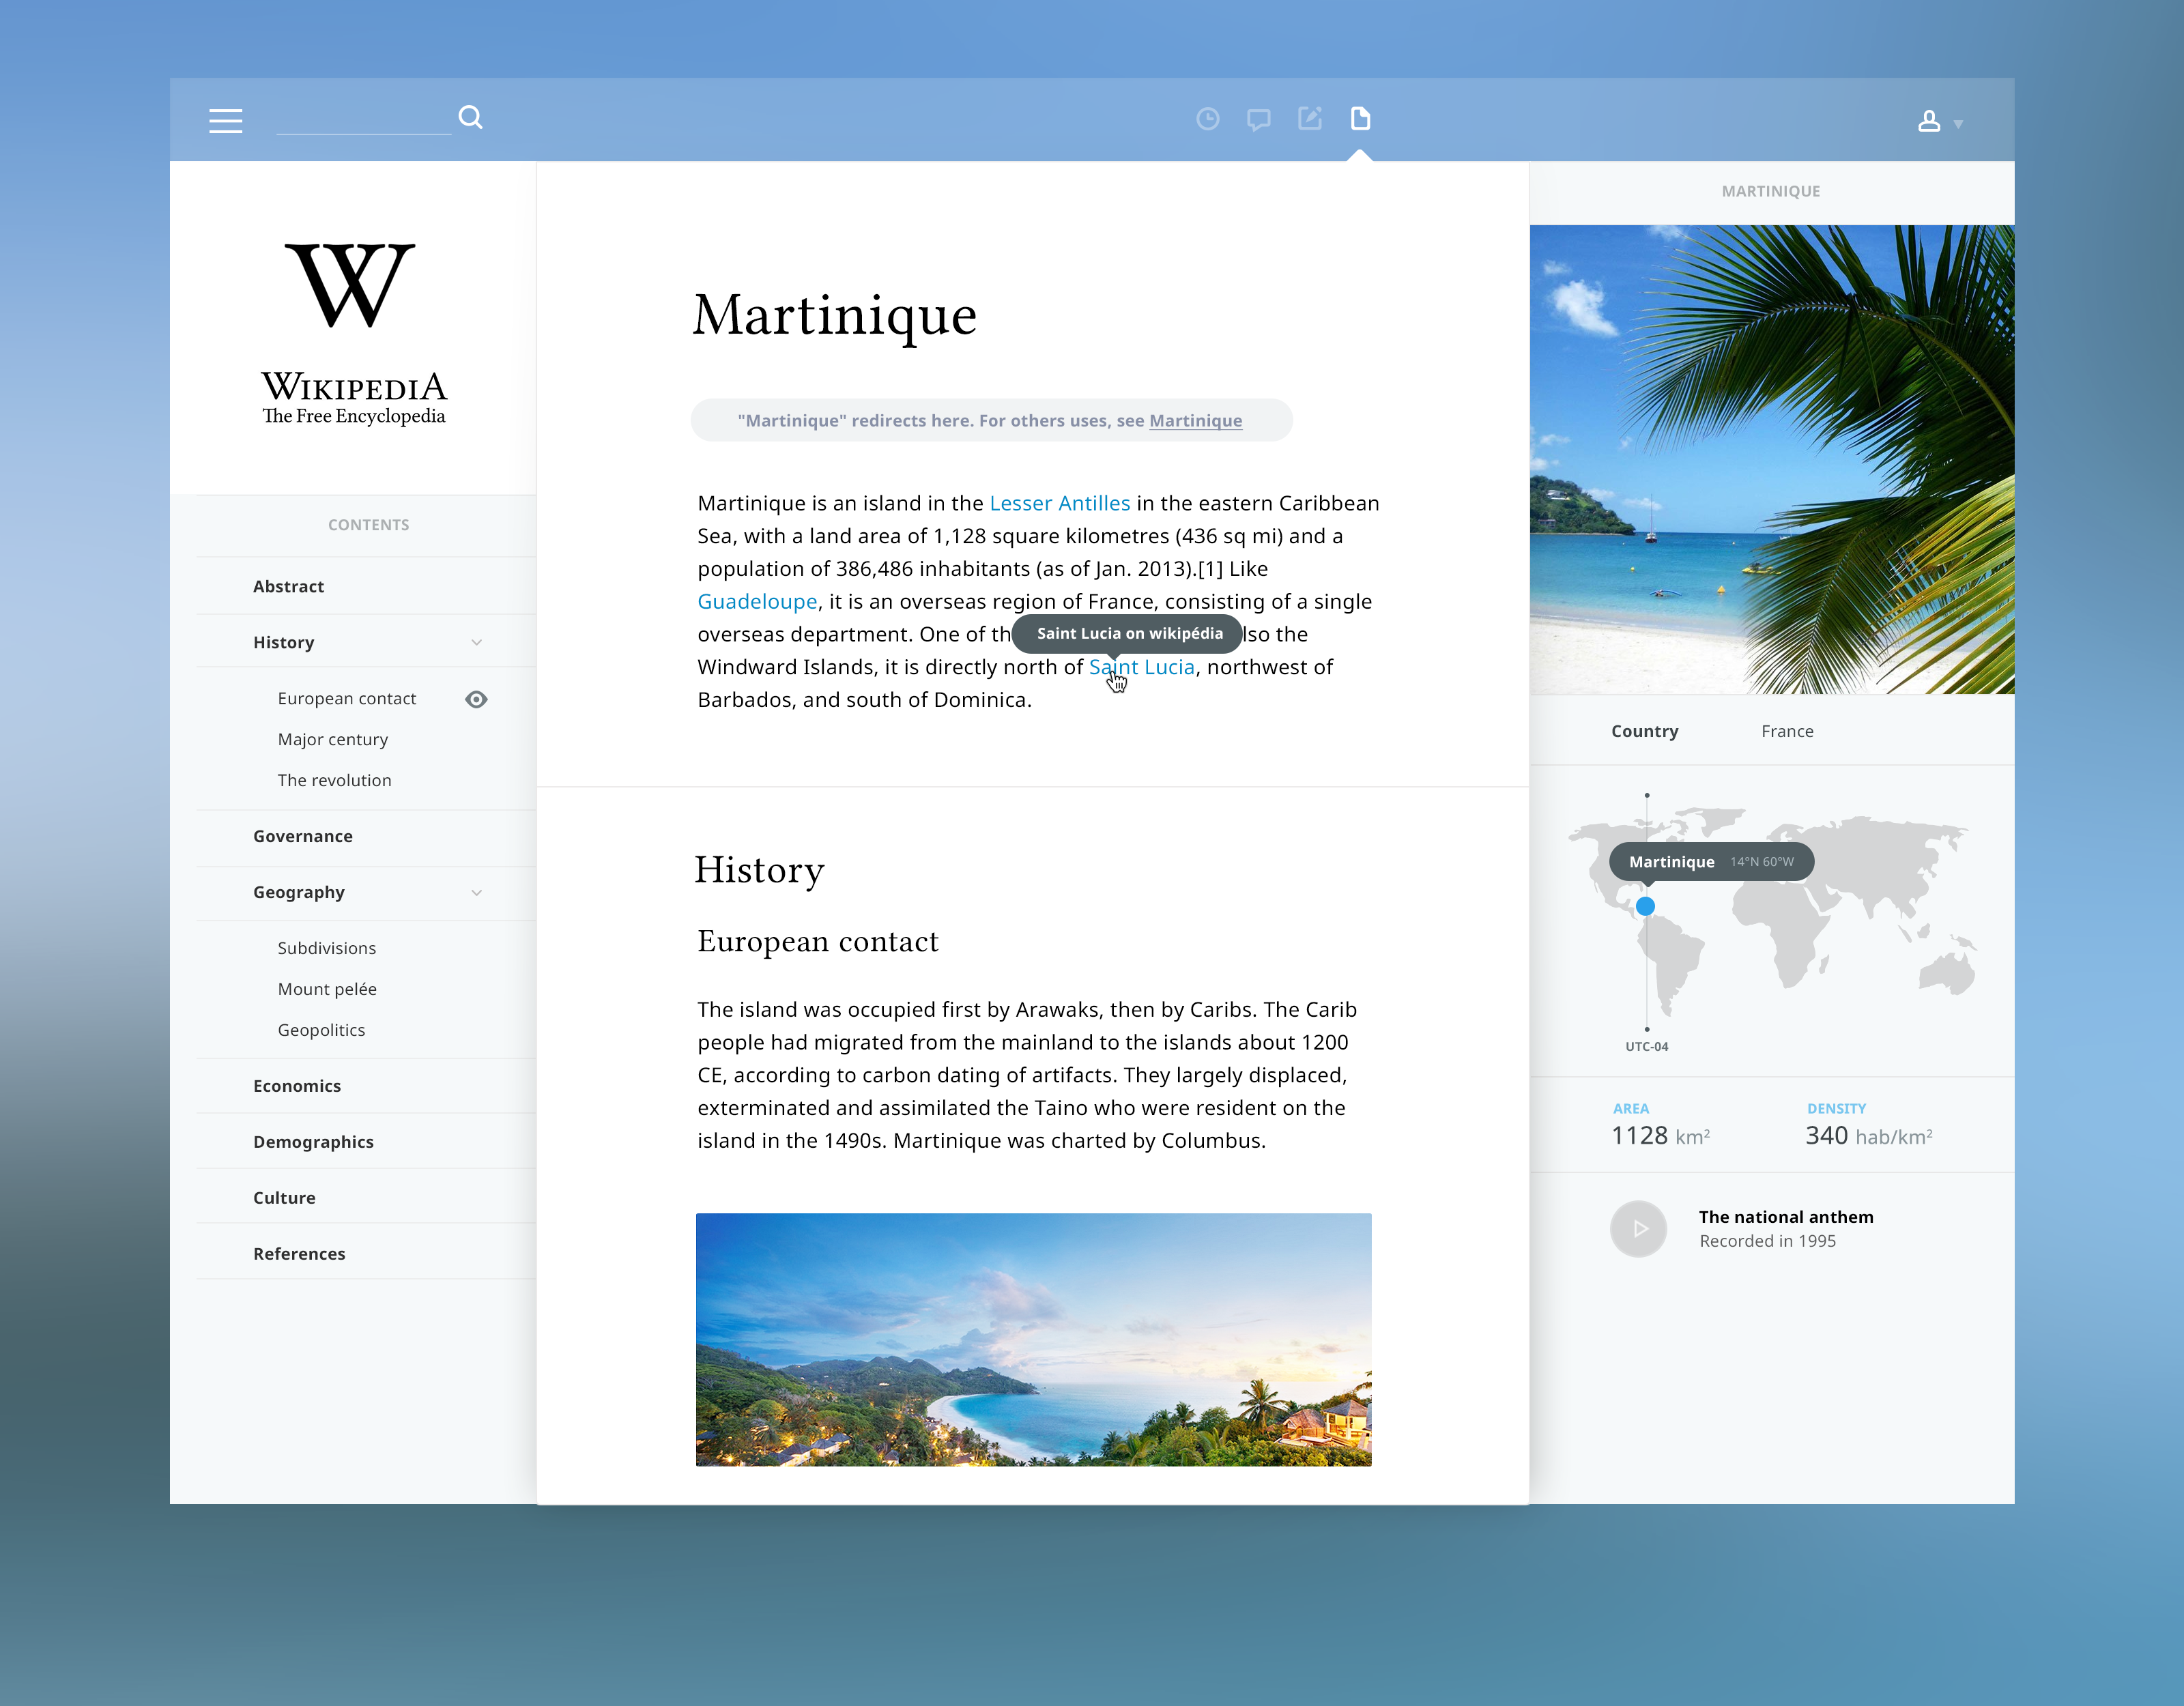 W
WIKIPEDIA
The Free Encyclopedia
CONTENTS
Abstract
History
European contact
Major century
The revolution
Governance
Geography
Subdivisions
Mount pelée
Geopolitics
Economics
Demographics
Culture
References
Martinique
"Martinique" redirects here. For others uses, see Martinique
Martinique is an island in the Lesser Antilles in the eastern Caribbean
Sea, with a land area of 1,128 square kilometres (436 sq mi) and a
population of 386,486 inhabitants (as of Jan. 2013).[1] Like
Guadeloupe, it is an overseas region of France, consisting of a single
overseas department. One of th
Saint Lucia on wikipédia
lso the
Windward Islands, it is directly north of Saint Lucia, northwest of
Barbados, and south of Dominica.
History
European contact
The island was occupied first by Arawaks, then by Caribs. The Carib
people had migrated from the mainland to the islands about 1200
CE, according to carbon dating of artifacts. They largely displaced,
exterminated and assimilated the Taino who were resident on the
island in the 1490s. Martinique was charted by Columbus.
MARTINIQUE
Country France
Martinique 14°N 60°W
UTC-04
AREA DENSITY
1128 km² 340 hab/km²
The national anthem
Recorded in 1995